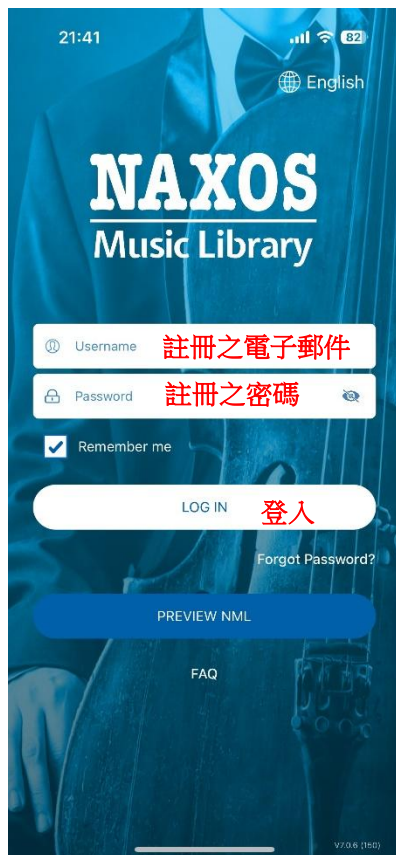 21:41
82
English
NAXOS
Music Library
Username 註冊之電子郵件
Password 註冊之密碼
Remember me
LOG IN 登入
Forgot Password?
PREVIEW NML
FAQ
V7.0.6 (160)